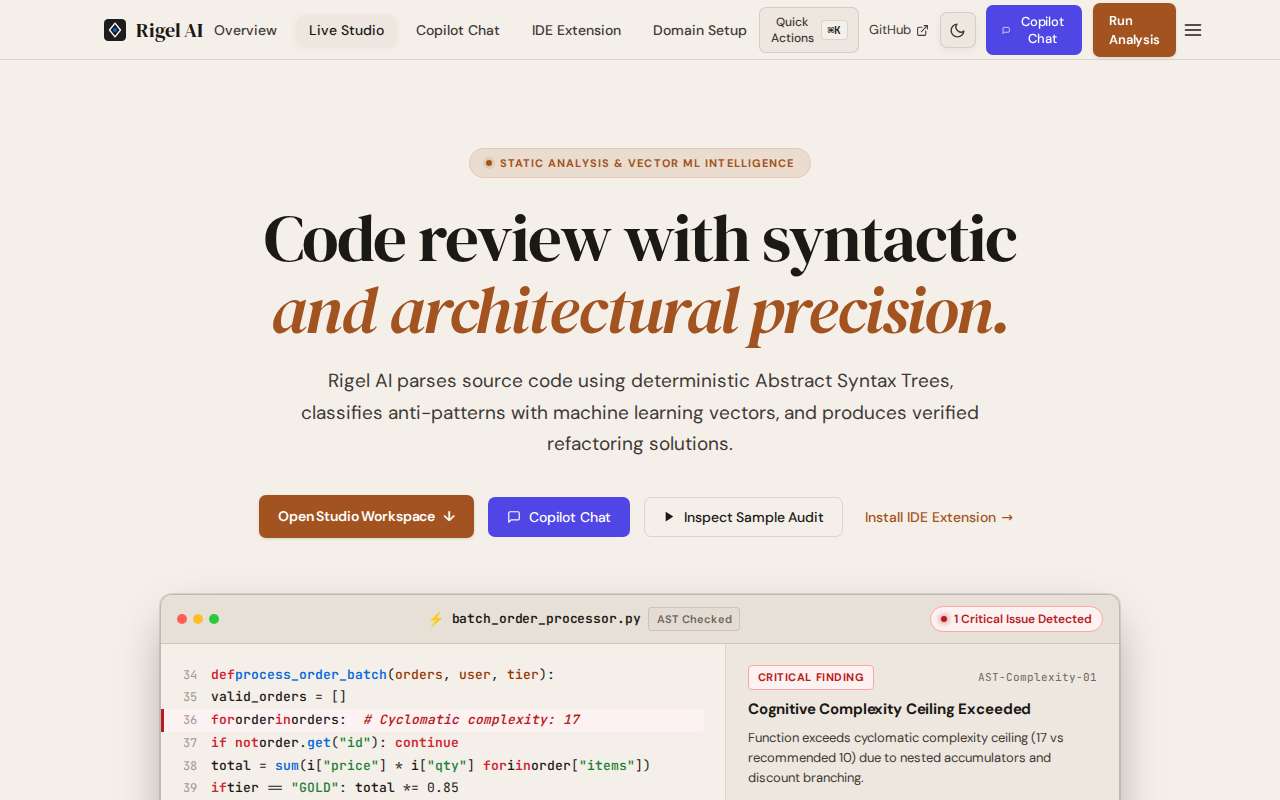 Rigel AI Overview Live Studio Copilot Chat IDE Extension Domain Setup Quick Actions ⌘K GitHub Copilot Chat Run Analysis
STATIC ANALYSIS & VECTOR ML INTELLIGENCE
Code review with syntactic
and architectural precision.
Rigel AI parses source code using deterministic Abstract Syntax Trees,
classifies anti-patterns with machine learning vectors, and produces verified
refactoring solutions.
Open Studio Workspace ↓ Copilot Chat Inspect Sample Audit Install IDE Extension →
⚡ batch_order_processor.py AST Checked 1 Critical Issue Detected
34 defprocess_order_batch(orders, user, tier):
35 valid_orders = []
36 fororderinorders: # Cyclomatic complexity: 17
37 if notorder.get("id"): continue
38 total = sum(i["price"] * i["qty"] foriinorder["items"])
39 iftier == "GOLD": total *= 0.85
CRITICAL FINDING AST-Complexity-01
Cognitive Complexity Ceiling Exceeded
Function exceeds cyclomatic complexity ceiling (17 vs
recommended 10) due to nested accumulators and
discount branching.